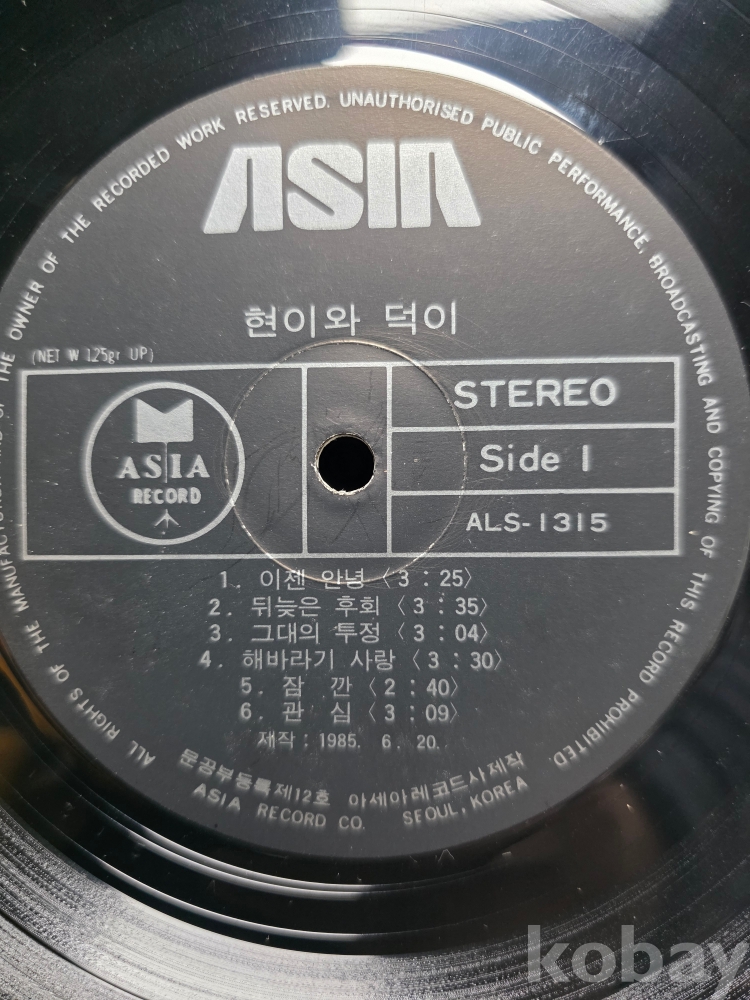 ALL RIGHTS OF THE MANUFACTURER AND OF THE OWNER OF THE RECORDED WORK RESERVED. UNAUTHORISED PUBLIC PERFORMANCE, BROADCASTING AND COPYING OF THIS RECORD PROHIBITED.
ASIA
현이와 덕이
(NET W 125gr UP)
ASIA
RECORD
STEREO
Side 1
ALS-1315
1. 이젠 안녕 〈3 : 25〉
2. 뒤늦은 후회 〈3 : 35〉
3. 그대의 투정 〈3 : 04〉
4. 해바라기 사랑 〈3 : 30〉
5. 잠 깐 〈2 : 40〉
6. 관 심 〈3 : 09〉
제작 : 1985. 6. 20.
문공부등록제12호 아세아레코드사제작
ASIA RECORD CO. SEOUL, KOREA
kobay